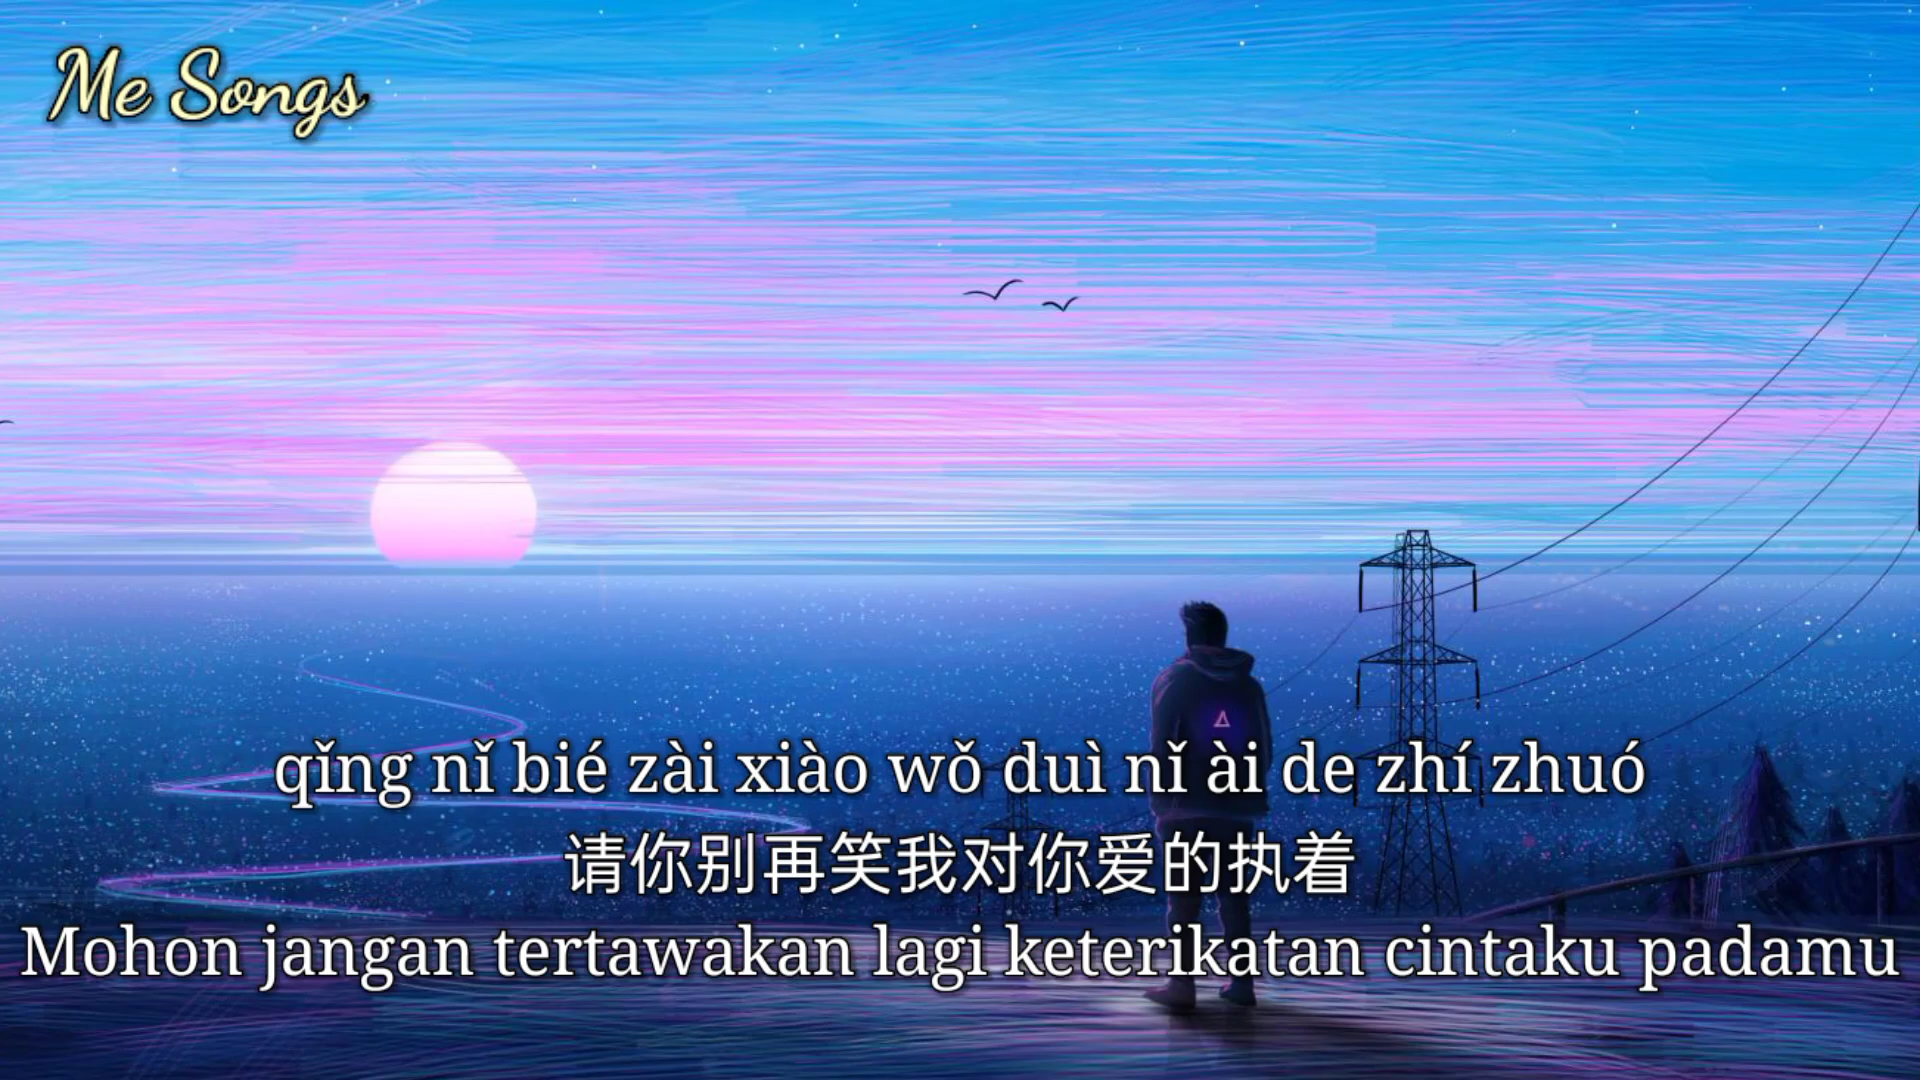 Me Songs
qǐng nǐ bié zài xiào wǒ duì nǐ ài de zhí zhuó
请你别再笑我对你爱的执着
Mohon jangan tertawakan lagi keterikatan cintaku padamu